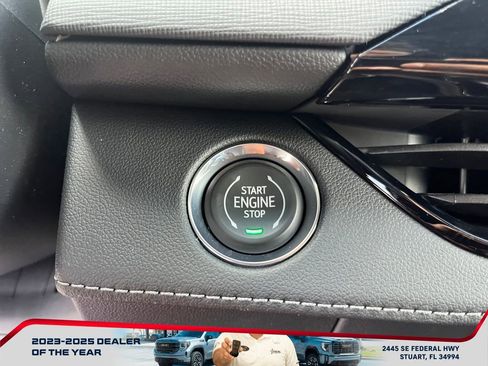 START
ENGINE
STOP
2023-2025 DEALER
OF THE YEAR
2445 SE FEDERAL HWY
STUART, FL 34994